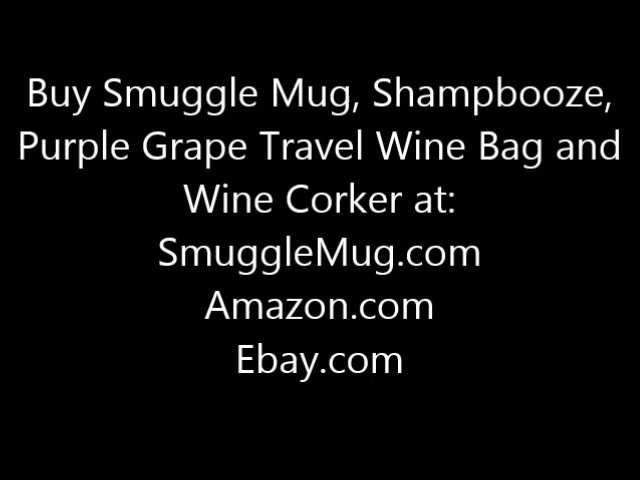 Buy Smuggle Mug, Shampbooze,
Purple Grape Travel Wine Bag and
Wine Corker at:
SmuggleMug.com
Amazon.com
Ebay.com